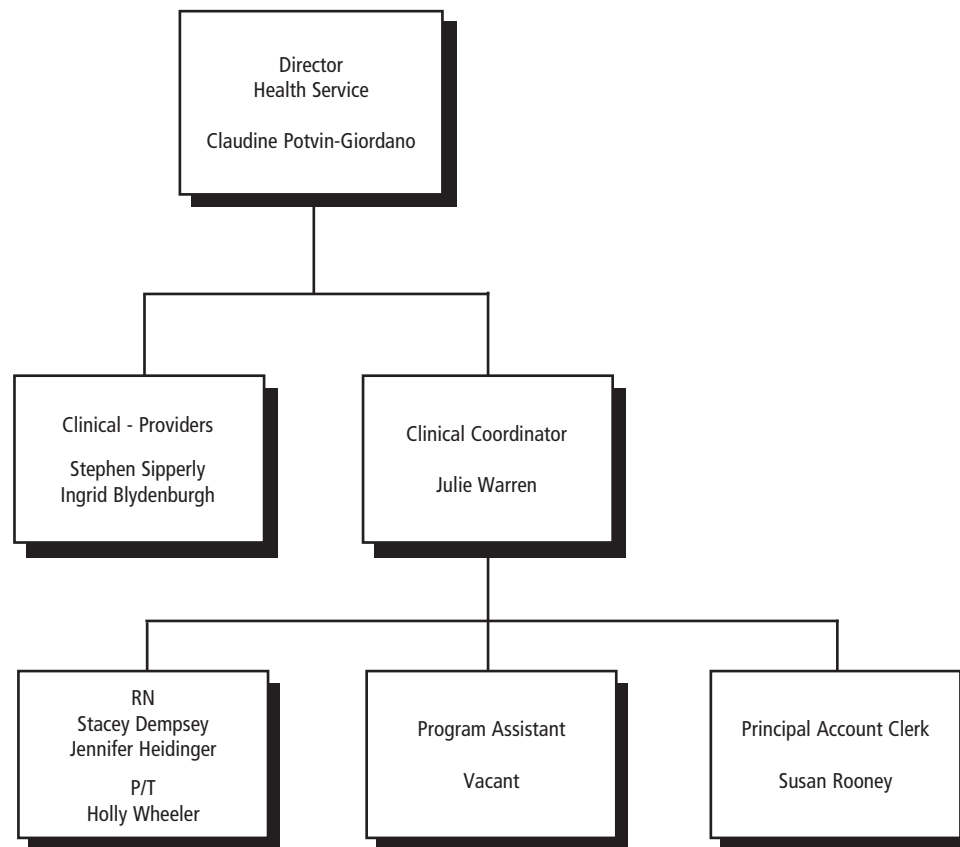 Director
Health Service
Claudine Potvin-Giordano
Clinical - Providers
Stephen Sipperly
Ingrid Blydenburgh
Clinical Coordinator
Julie Warren
RN
Stacey Dempsey
Jennifer Heidinger
P/T
Holly Wheeler
Program Assistant
Vacant
Principal Account Clerk
Susan Rooney